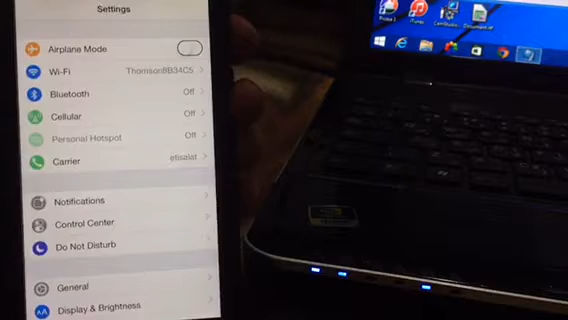 Settings
Airplane Mode
Wi-Fi Thomson8B34C5
Bluetooth Off
Cellular Off
Personal Hotspot Off
Carrier etisalat
Notifications
Control Center
Do Not Disturb
General
AA Display & Brightness
iTunes